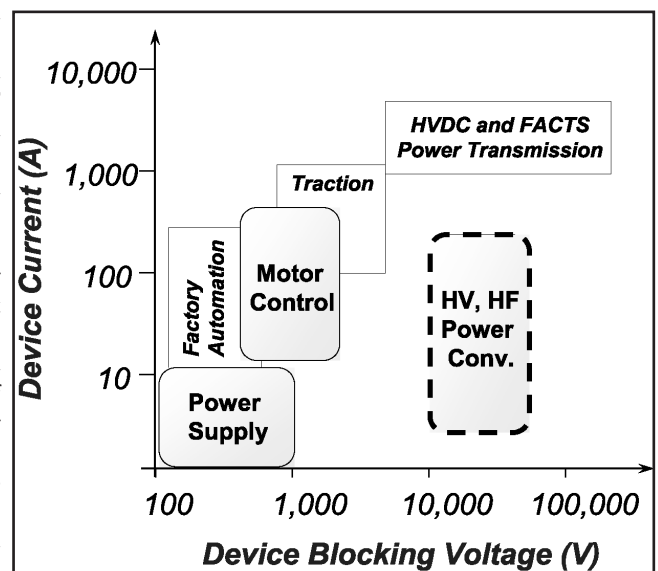 Device Current (A)
10,000
1,000
100
10
HVDC and FACTS
Power Transmission
Traction
Factory
Automation
Motor
Control
HV, HF
Power
Conv.
Power
Supply
100
1,000
10,000
100,000
Device Blocking Voltage (V)